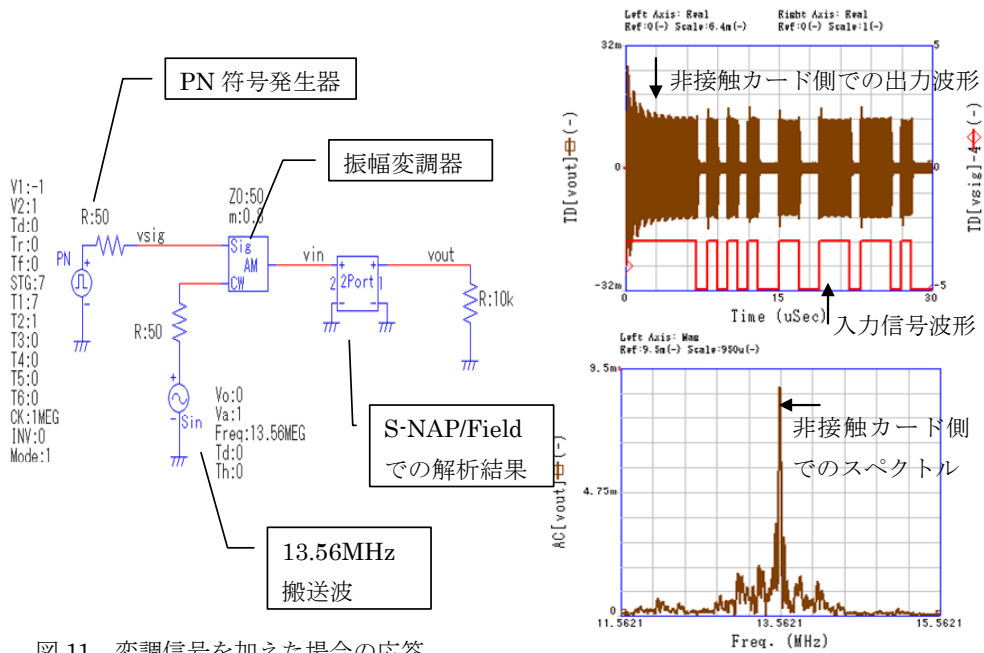 PN 符号発生器
振幅変調器
V1:-1
V2:1
Td:0
Tr:0
Tf:0
STG:7
T1:7
T2:1
T3:0
T4:0
T5:0
T6:0
CK:1MEG
INV:0
Mode:1
PN
R:50
vsig
Z0:50
m:0.8
Sig
AM
CW
vin
2
2Port
1
vout
R:10k
R:50
Sin
Vo:0
Va:1
Freq:13.56MEG
Td:0
Th:0
S-NAP/Field
での解析結果
13.56MHz
搬送波
図 11 変調信号を加えた場合の応答
Left Axis: Real
Ref:0(-) Scale:6.4m(-)
Right Axis: Real
Ref:0(-) Scale:1(-)
32m
0
-32m
5
0
-5
TD[vout] (-)
TD[vsig]-4 (-)
非接触カード側での出力波形
0
15
30
Time (uSec)
入力信号波形
Left Axis: Mag
Ref:9.5m(-) Scale:950u(-)
9.5m
4.75m
0
AC[vout] (-)
非接触カード側
でのスペクトル
11.5621
13.5621
15.5621
Freq. (MHz)